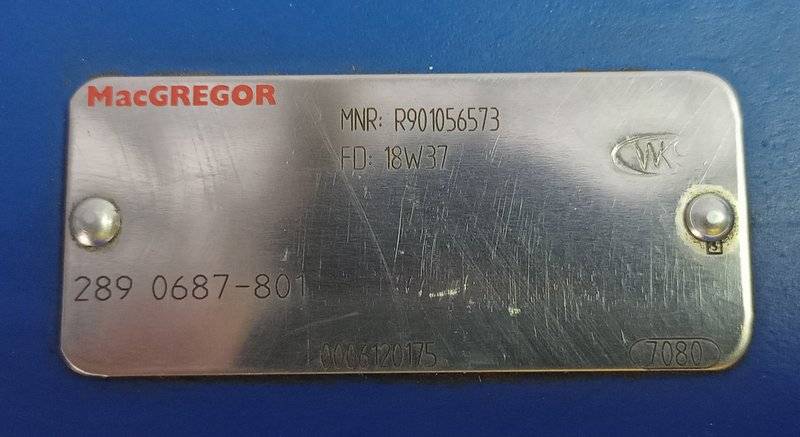 MacGREGOR
MNR: R901056573
FD: 18W37
289 0687-801
0006120175
7080